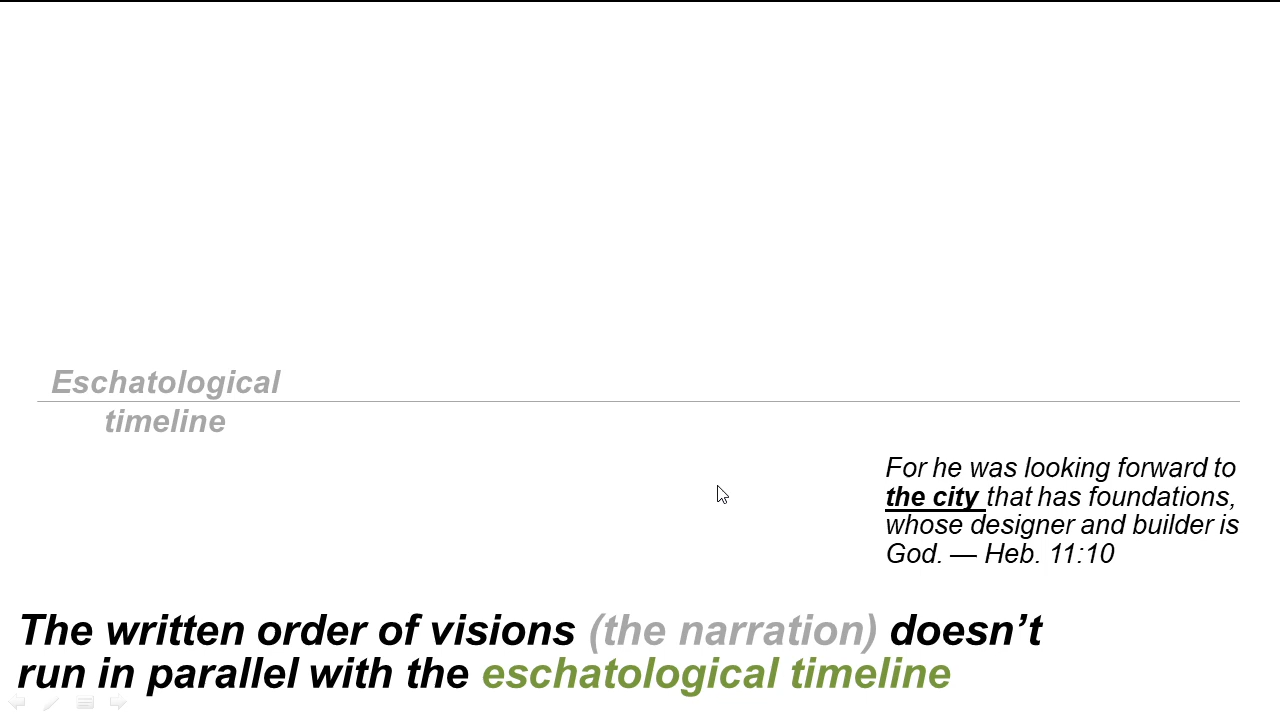 Eschatological
timeline
For he was looking forward to
the city that has foundations,
whose designer and builder is
God. — Heb. 11:10
The written order of visions (the narration) doesn’t
run in parallel with the eschatological timeline